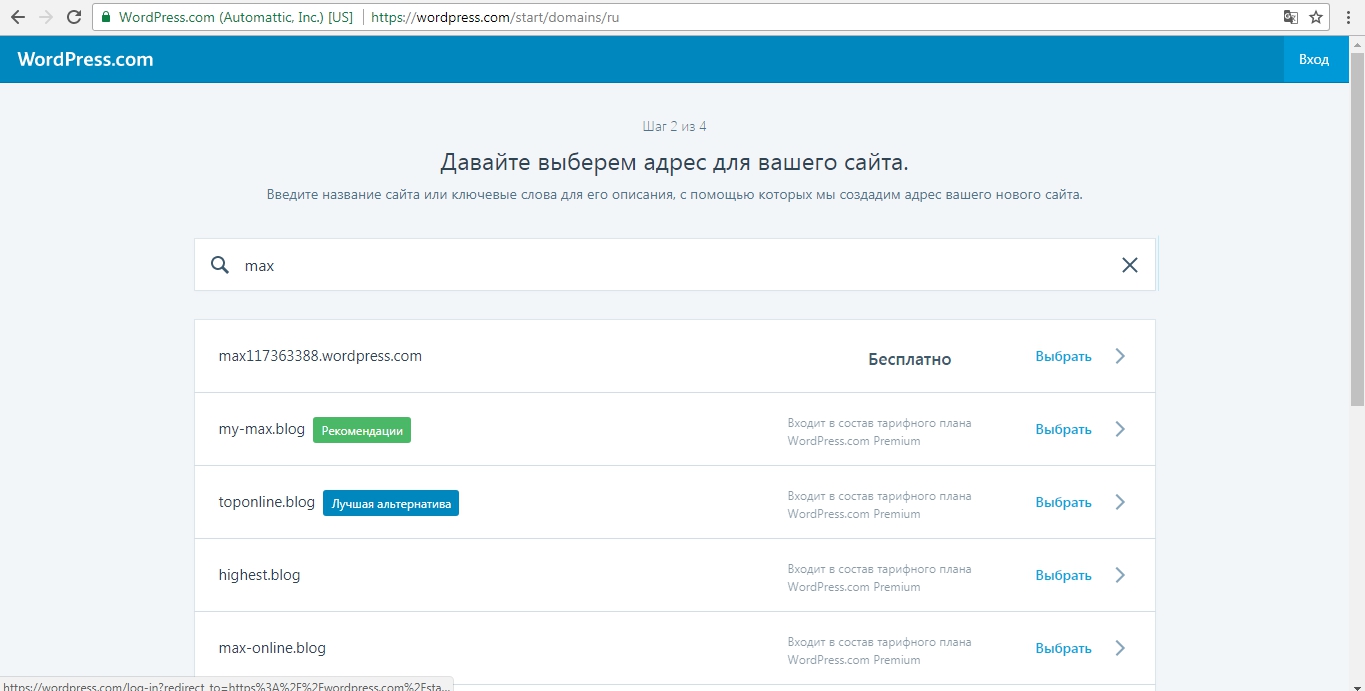 WordPress.com (Automattic, Inc.) [US] https://wordpress.com/start/domains/ru
WordPress.com Вход
Шаг 2 из 4
Давайте выберем адрес для вашего сайта.
Введите название сайта или ключевые слова для его описания, с помощью которых мы создадим адрес вашего нового сайта.
max
max117363388.wordpress.com Бесплатно Выбрать
my-max.blog Рекомендации Входит в состав тарифного плана
WordPress.com Premium Выбрать
toponline.blog Лучшая альтернатива Входит в состав тарифного плана
WordPress.com Premium Выбрать
highest.blog Входит в состав тарифного плана
WordPress.com Premium Выбрать
max-online.blog Входит в состав тарифного плана
WordPress.com Premium Выбрать
https://wordpress.com/log-in?redirect_to=https%3A%2F%2Fwordpress.com%2Fsta...